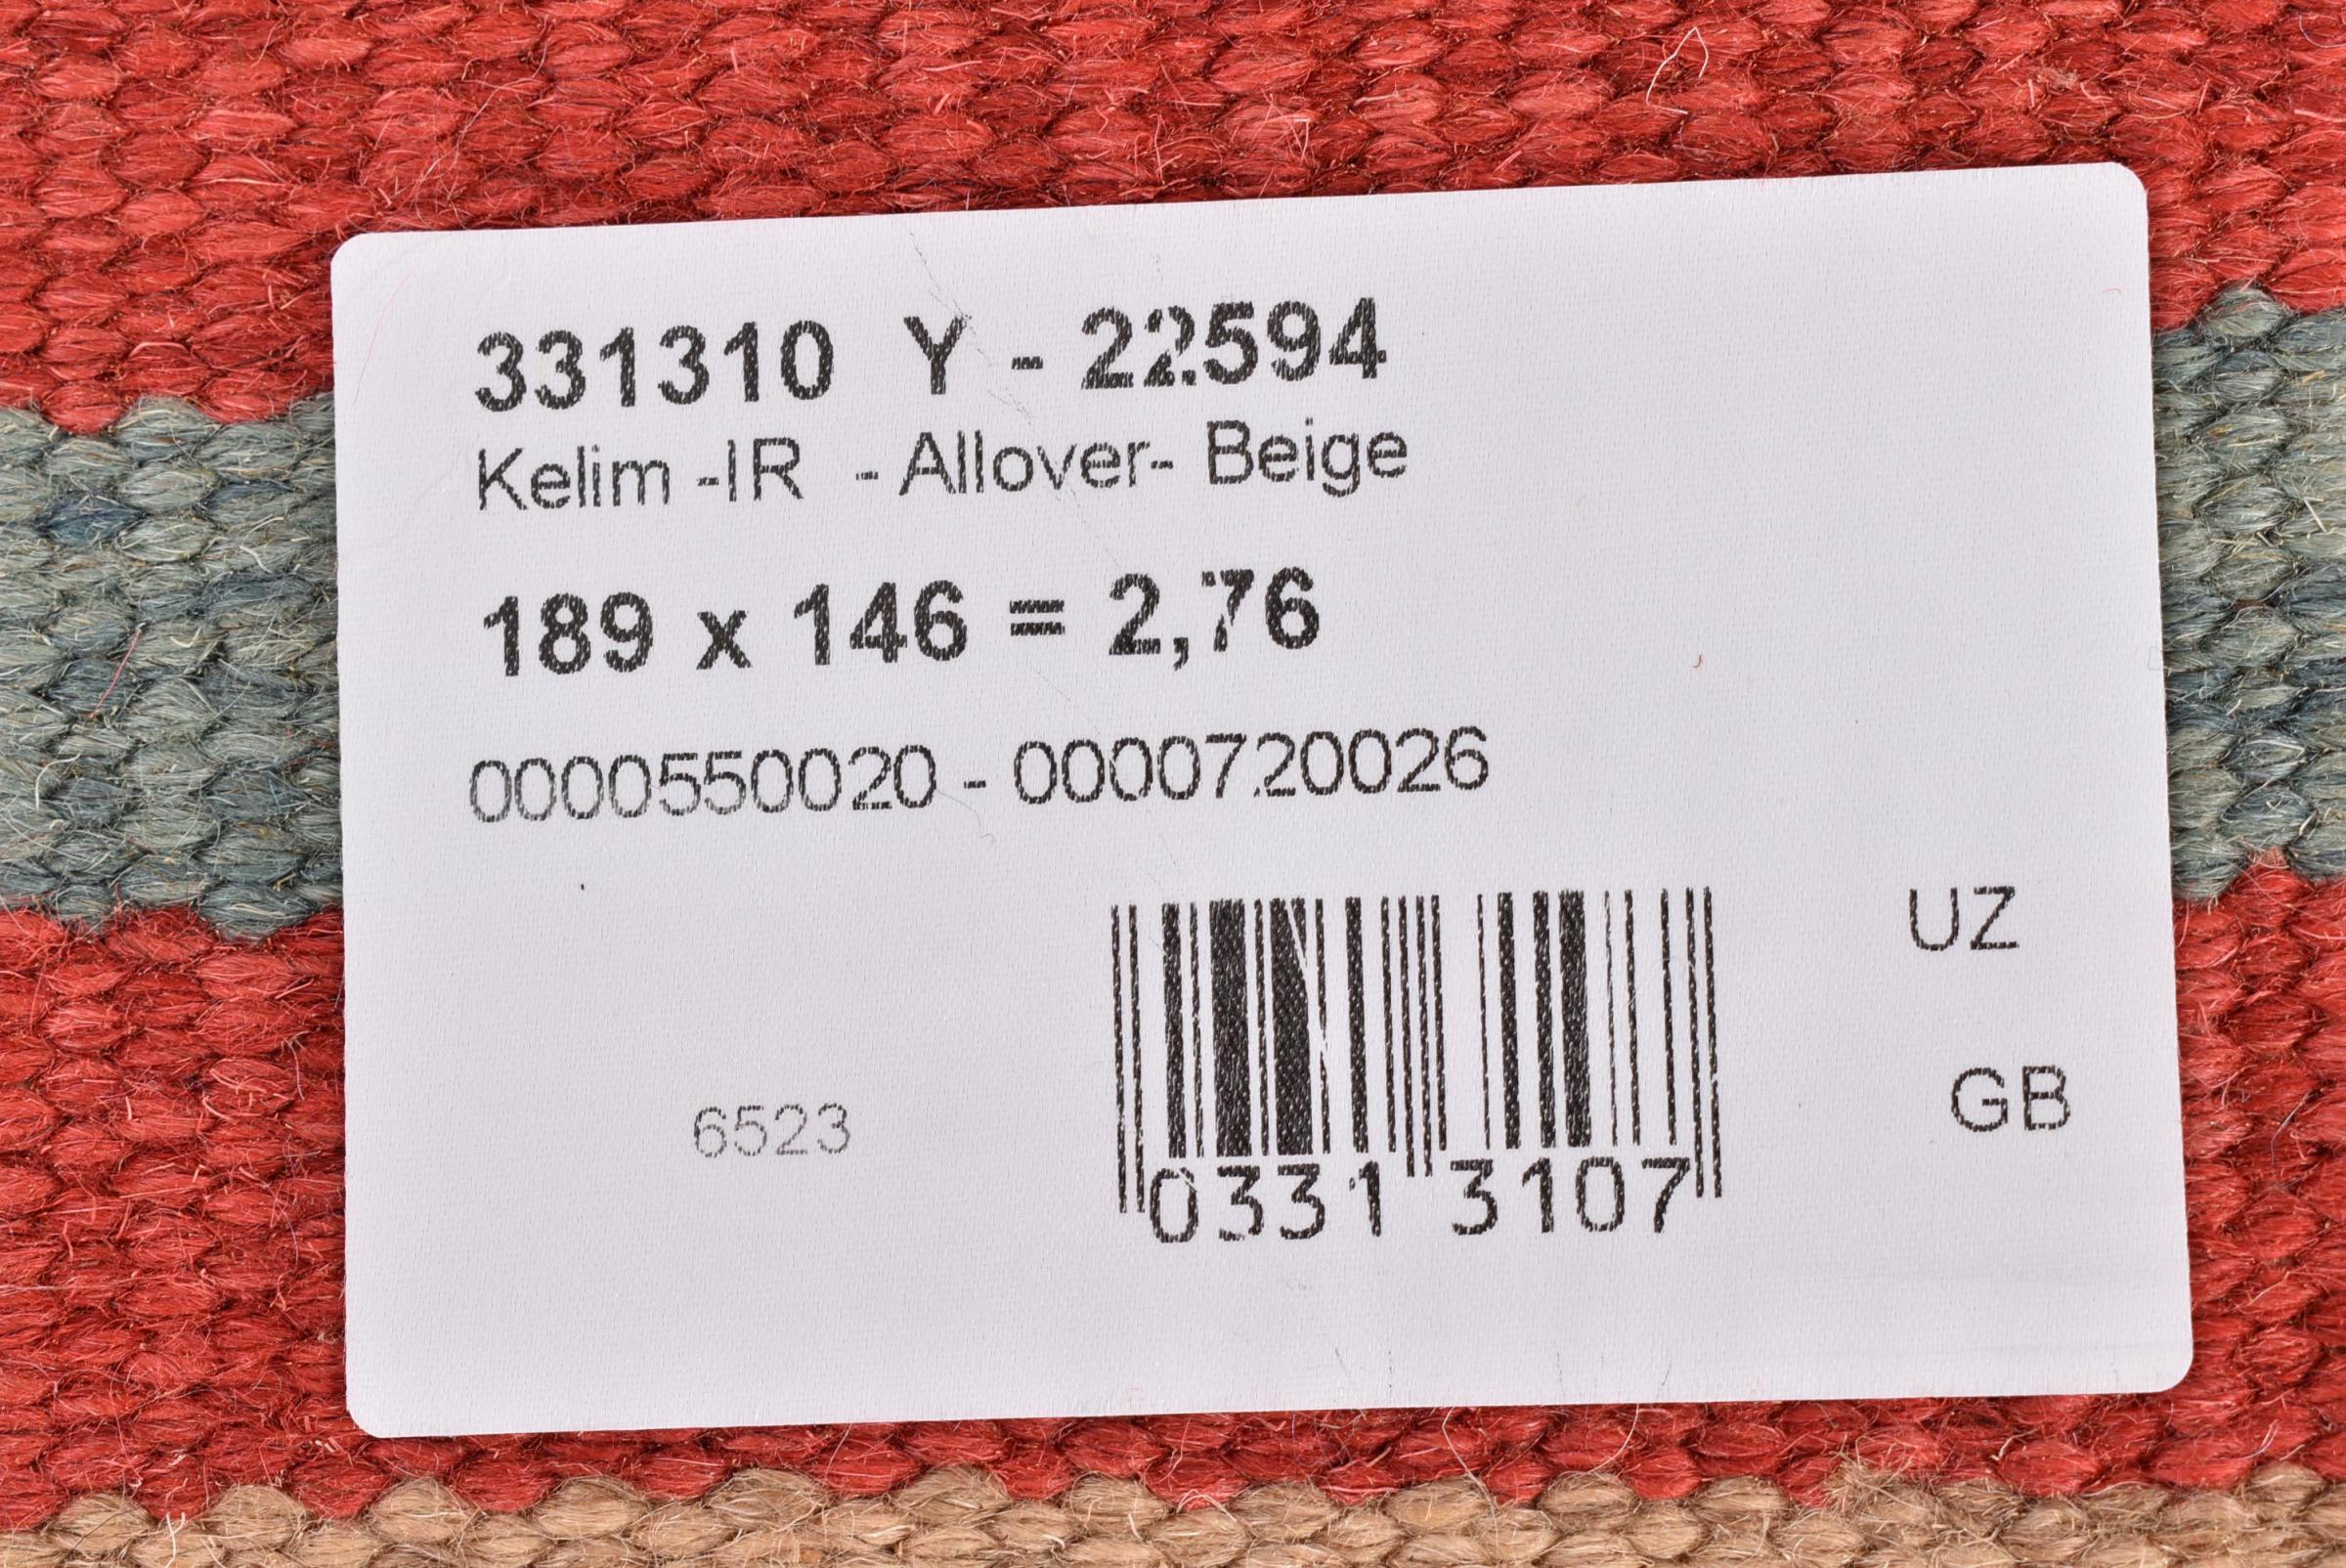 331310 Y - 22594
Kelim -IR - Allover- Beige
189 x 146 = 2,76
0000550020 - 0000720026
UZ
GB
6523
0331 3107